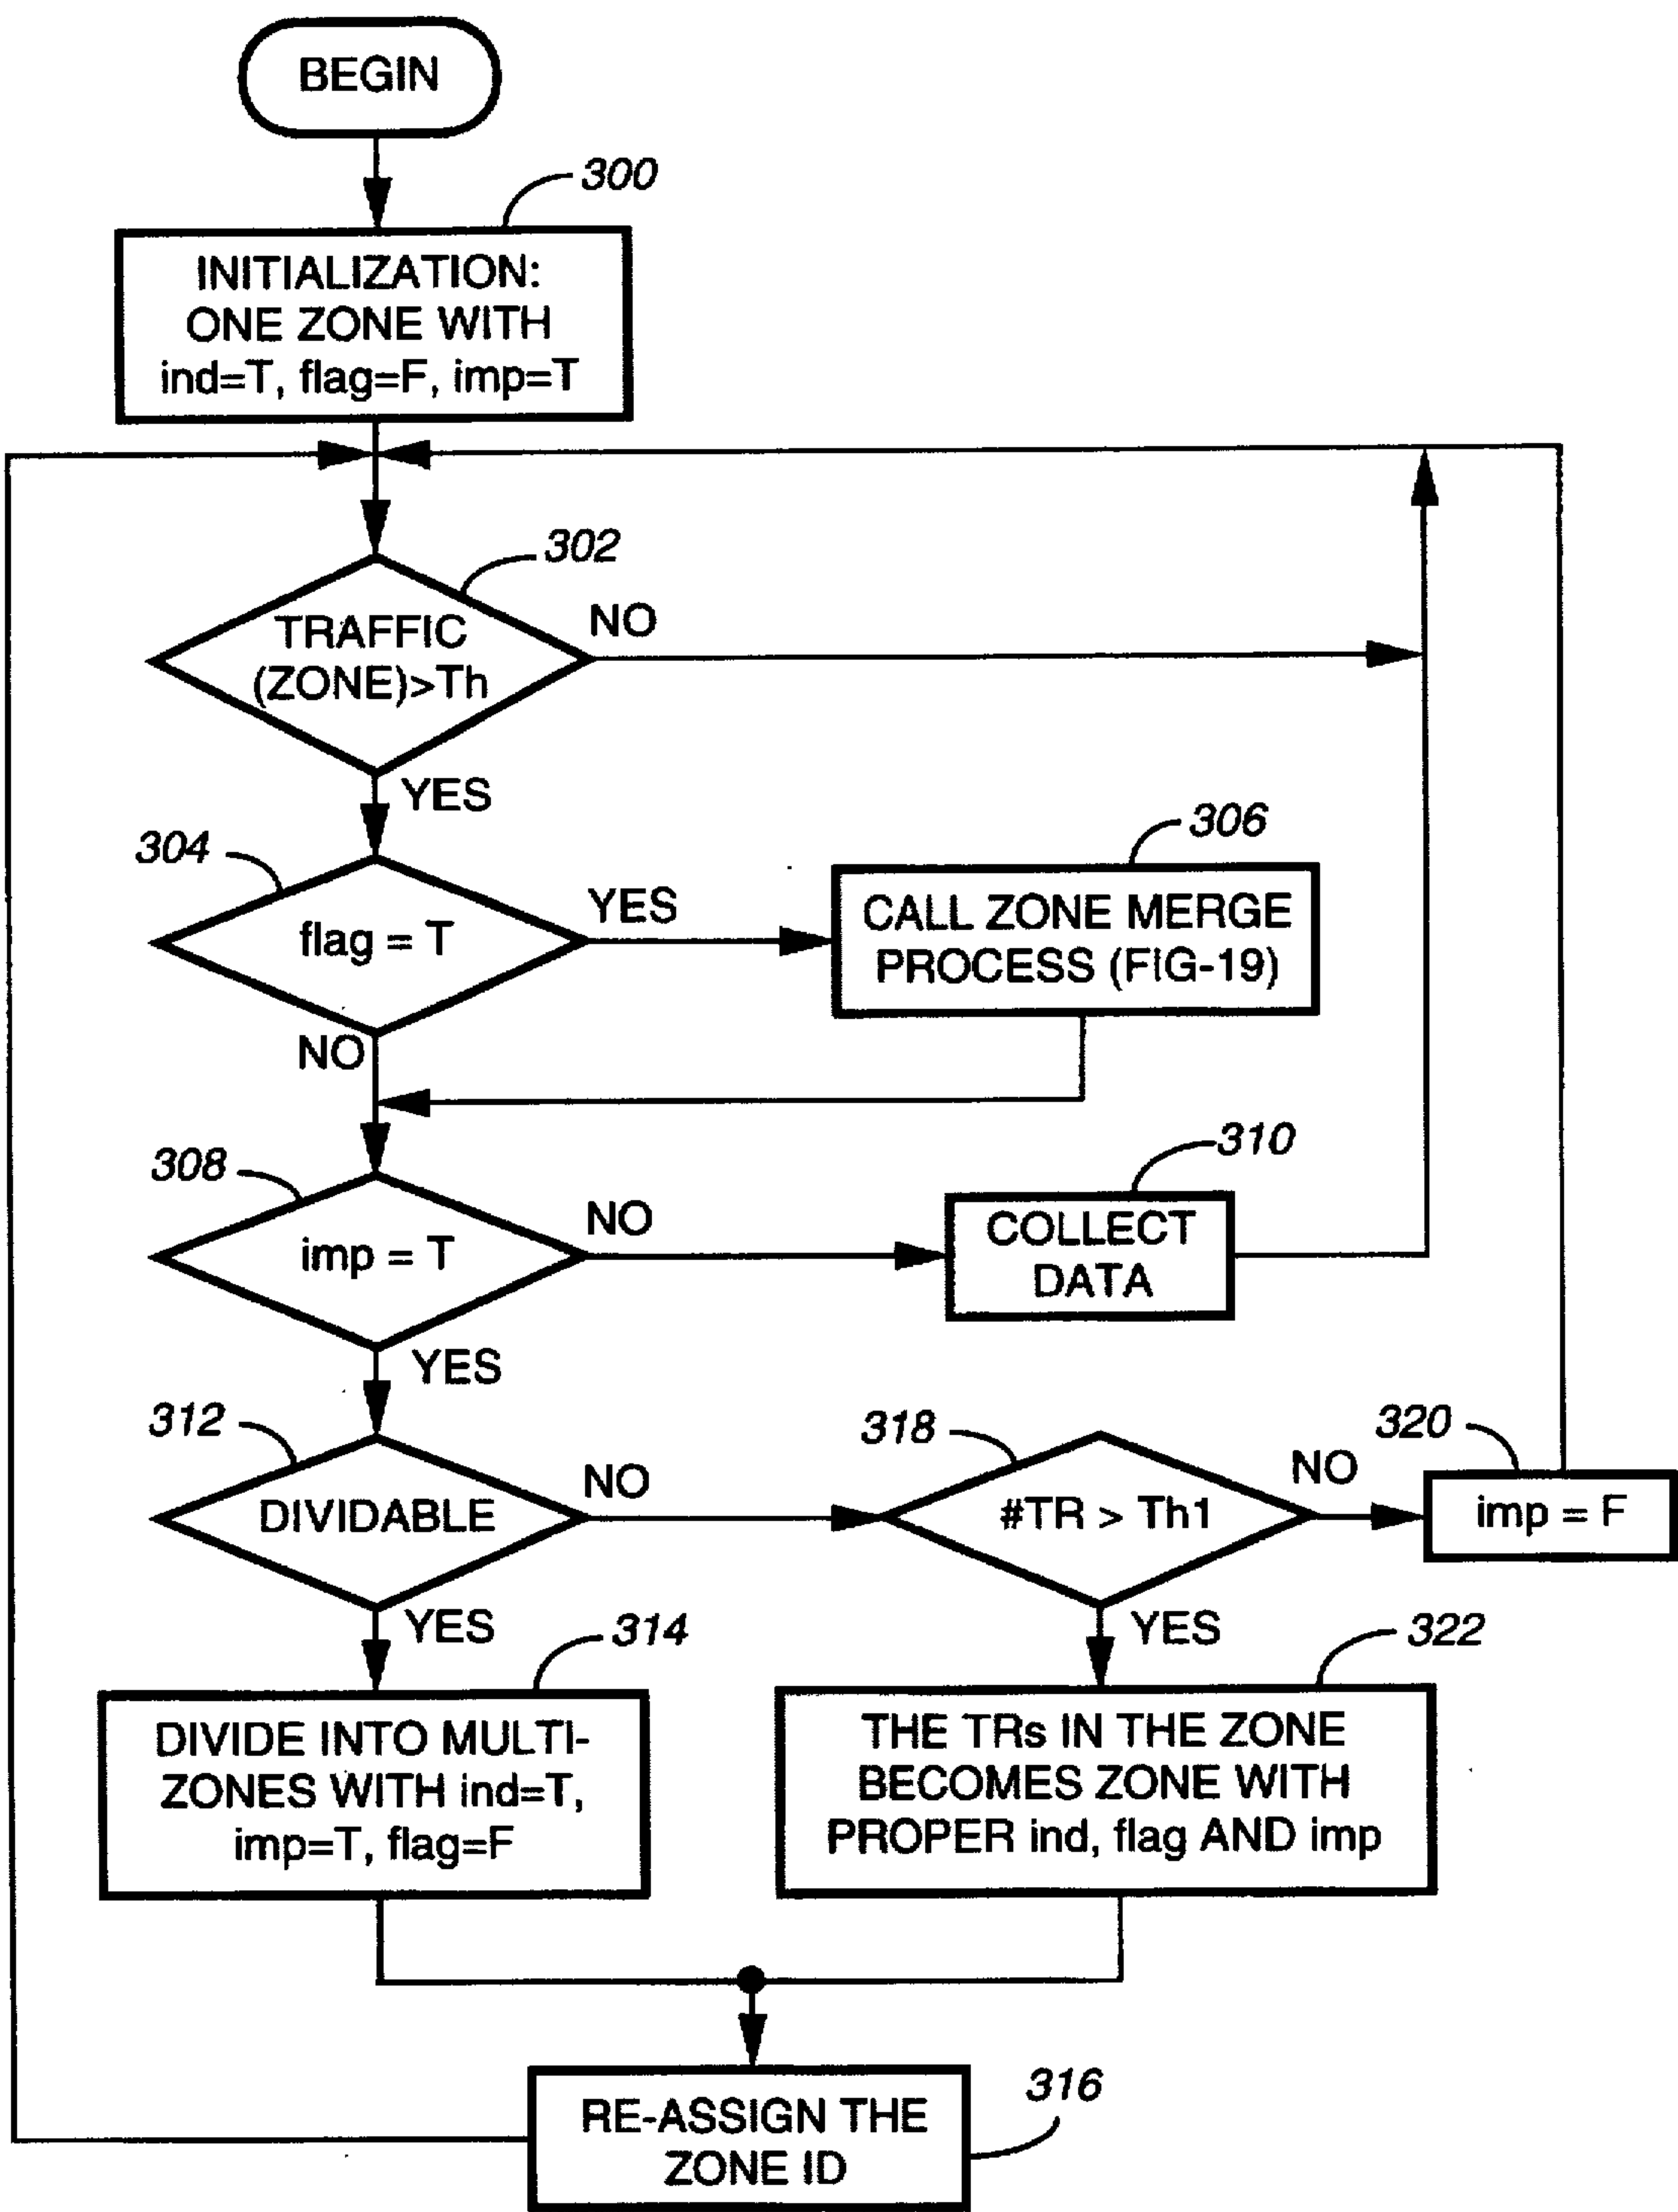 BEGIN
300
INITIALIZATION:
ONE ZONE WITH
ind=T, flag=F, imp=T
302
TRAFFIC
(ZONE)>Th
NO
YES
304
flag = T
YES
NO
306
CALL ZONE MERGE
PROCESS (FIG-19)
308
imp = T
NO
YES
310
COLLECT
DATA
312
DIVIDABLE
NO
YES
318
#TR > Th1
NO
YES
320
imp = F
314
DIVIDE INTO MULTI-
ZONES WITH ind=T,
imp=T, flag=F
322
THE TRs IN THE ZONE
BECOMES ZONE WITH
PROPER ind, flag AND imp
RE-ASSIGN THE
ZONE ID
316